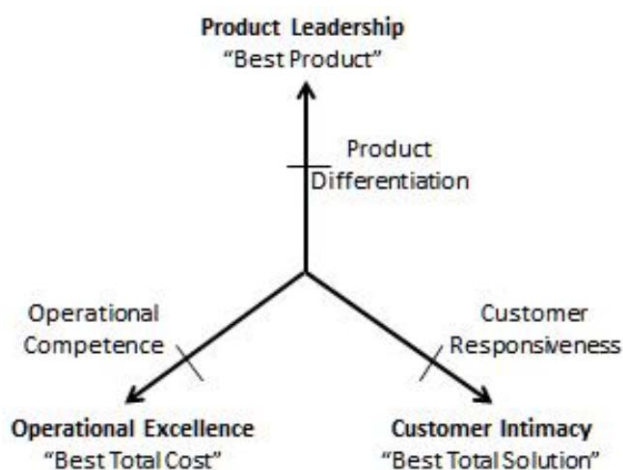 Product Leadership
“Best Product”
Product
Differentiation
Operational
Competence
Customer
Responsiveness
Operational Excellence
“Best Total Cost”
Customer Intimacy
“Best Total Solution”